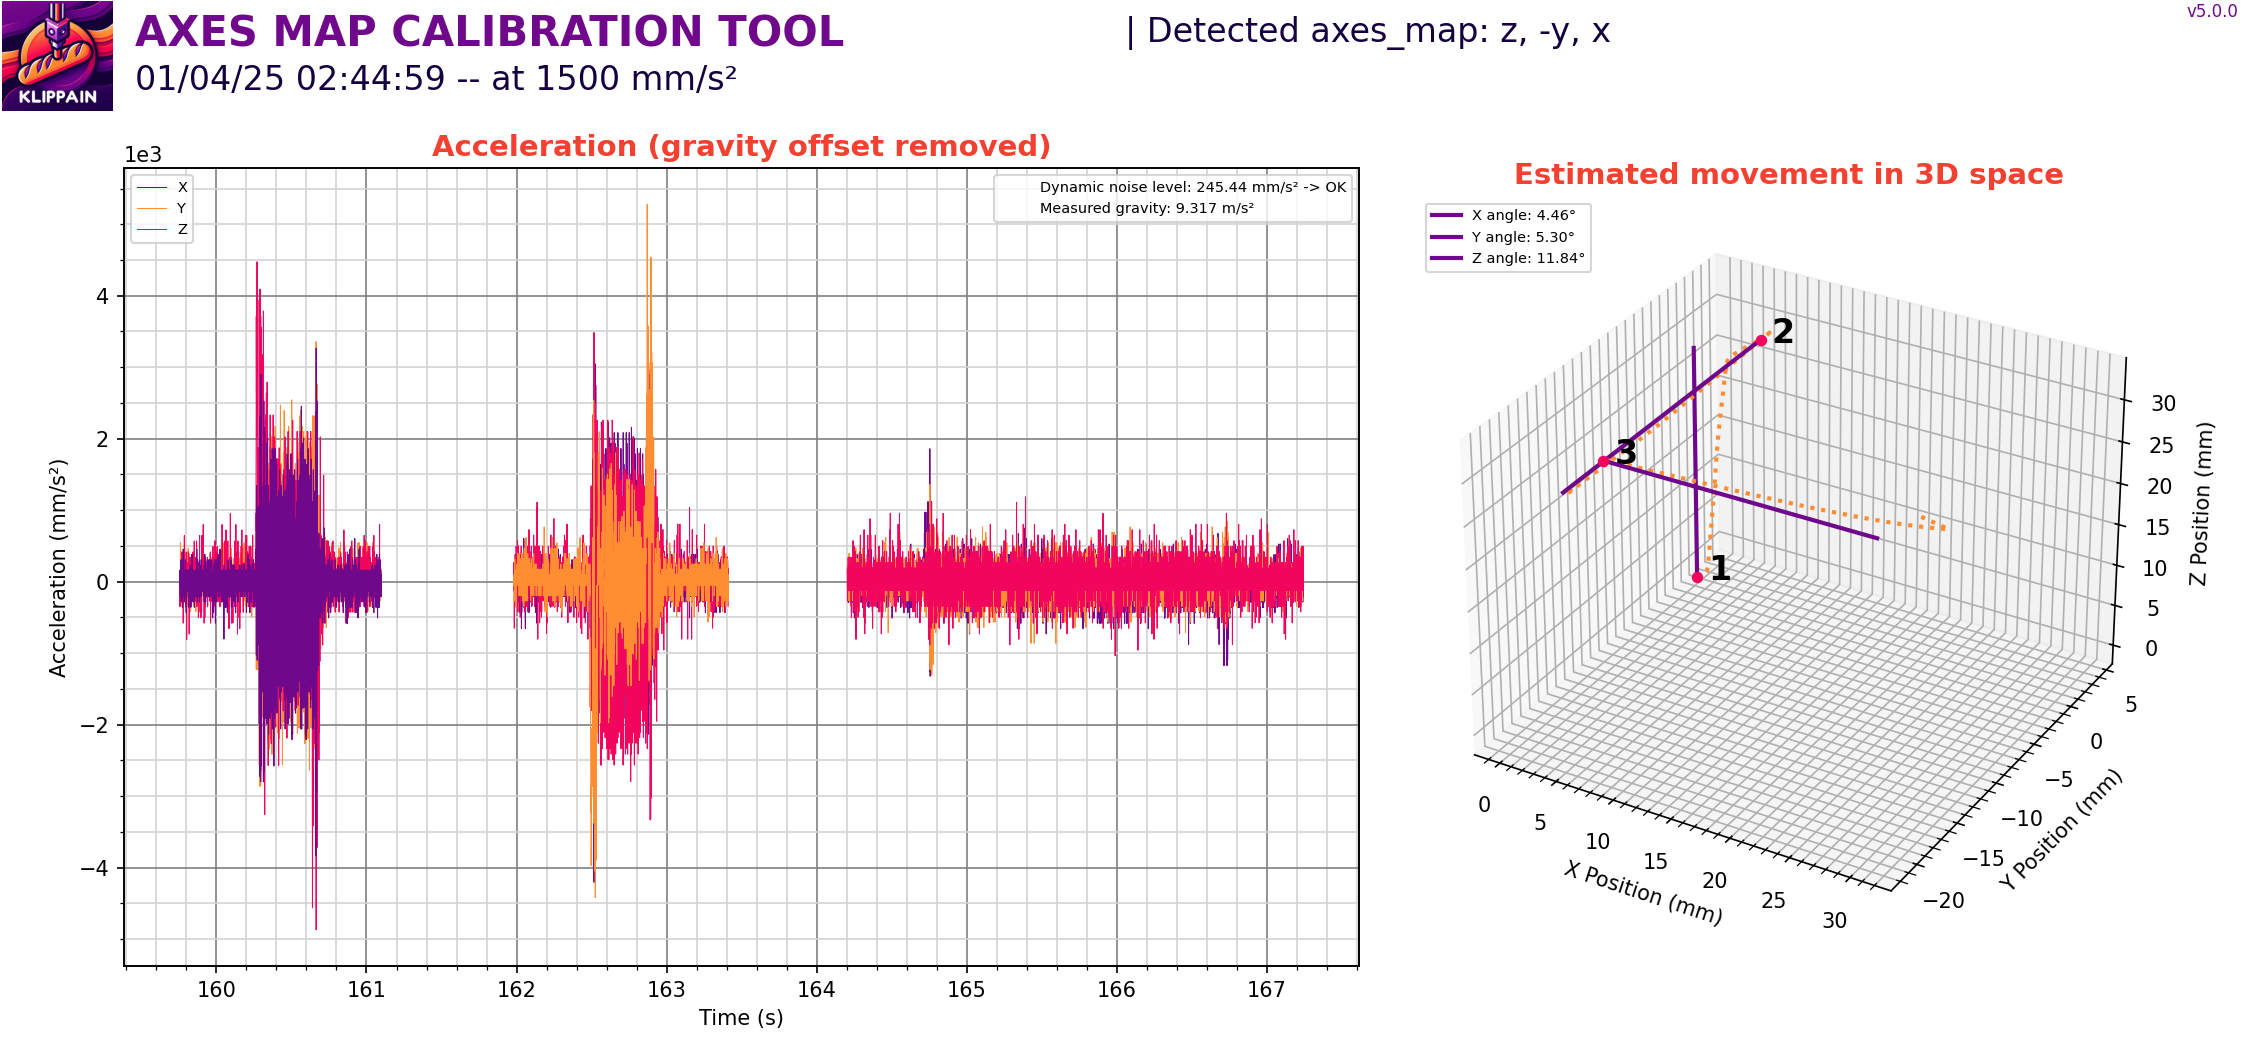 AXES MAP CALIBRATION TOOL
| Detected axes_map: z, -y, x
v5.0.0
01/04/25 02:44:59 -- at 1500 mm/s²
KLIPPAIN
Acceleration (gravity offset removed)
1e3
X
Y
Z
Dynamic noise level: 245.44 mm/s² -> OK
Measured gravity: 9.317 m/s²
Acceleration (mm/s²)
4
2
0
−2
−4
160 161 162 163 164 165 166 167
Time (s)
Estimated movement in 3D space
X angle: 4.46°
Y angle: 5.30°
Z angle: 11.84°
2
3
1
30
25
20
15
10
5
0
Z Position (mm)
5
0
−5
−10
−15
−20
Y Position (mm)
0
5
10
15
20
25
30
X Position (mm)